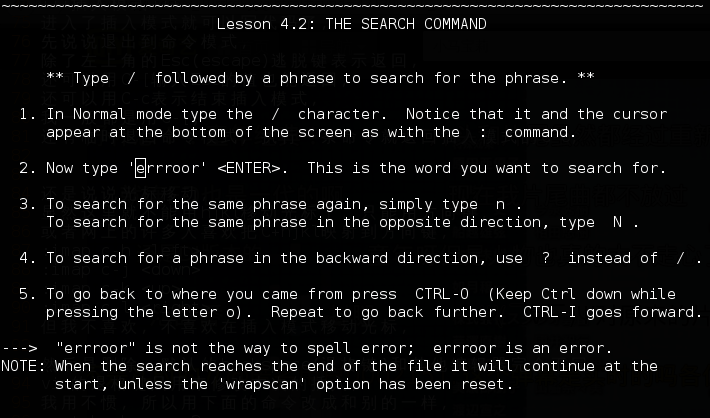 ~~~~~~~~~~~~~~~~~~~~~~~~~~~~~~~~~~~~~~~~~~~~~~~~~~~~~~~~~~~~~~~~~~~~~~~~~~~~~~
Lesson 4.2: THE SEARCH COMMAND
** Type / followed by a phrase to search for the phrase. **
1. In Normal mode type the / character. Notice that it and the cursor
appear at the bottom of the screen as with the : command.
2. Now type 'errroor' <ENTER>. This is the word you want to search for.
3. To search for the same phrase again, simply type n .
To search for the same phrase in the opposite direction, type N .
4. To search for a phrase in the backward direction, use ? instead of / .
5. To go back to where you came from press CTRL-O (Keep Ctrl down while
pressing the letter o). Repeat to go back further. CTRL-I goes forward.
---> "errroor" is not the way to spell error; errroor is an error.
NOTE: When the search reaches the end of the file it will continue at the
start, unless the 'wrapscan' option has been reset.